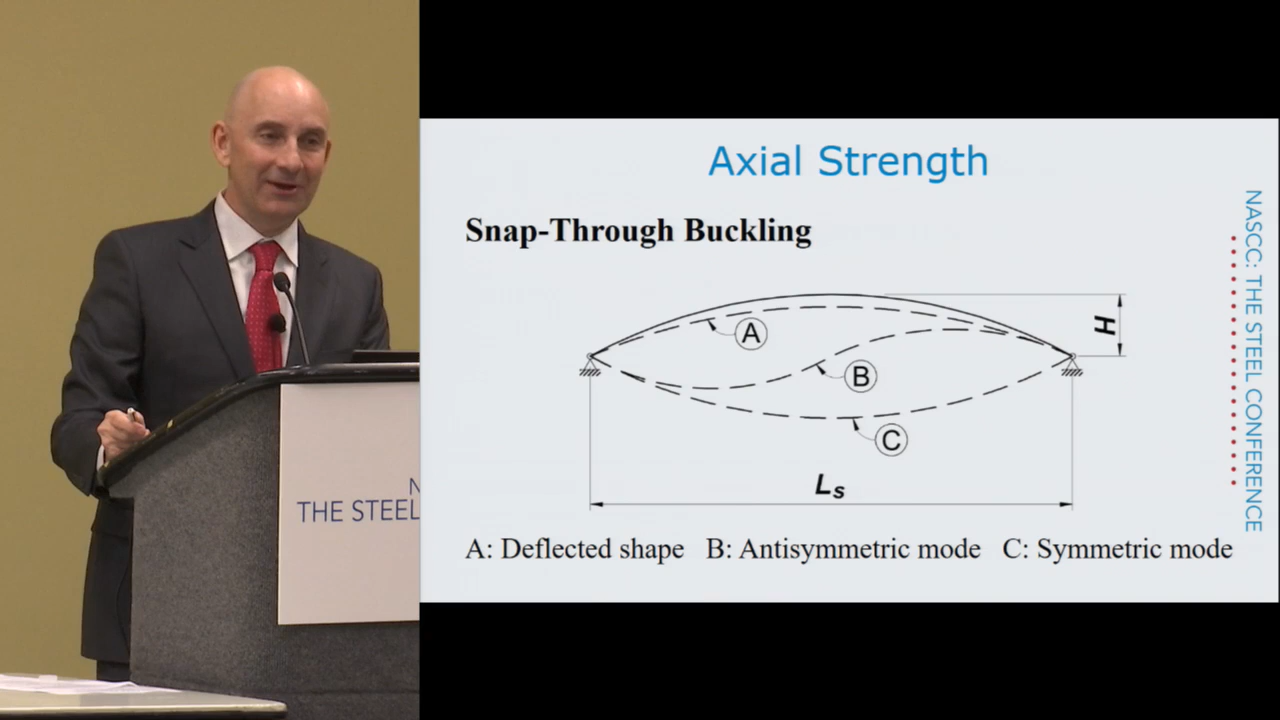 Axial Strength
Snap-Through Buckling
A
B
C
H
Ls
A: Deflected shape B: Antisymmetric mode C: Symmetric mode
NASCC: THE STEEL CONFERENCE
N
THE STEEL